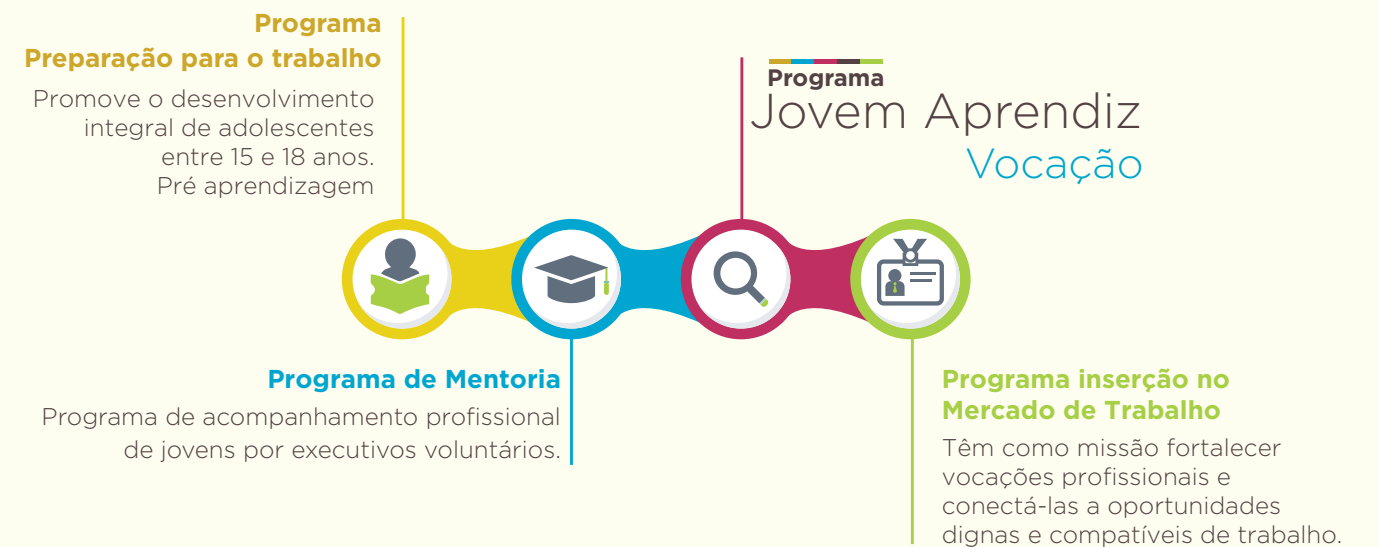 Programa
Preparação para o trabalho
Promove o desenvolvimento
integral de adolescentes
entre 15 e 18 anos.
Pré aprendizagem
Programa de Mentoria
Programa de acompanhamento profissional
de jovens por executivos voluntários.
Programa
Jovem Aprendiz
Vocação
Programa inserção no
Mercado de Trabalho
Têm como missão fortalecer
vocações profissionais e
conectá-las a oportunidades
dignas e compatíveis de trabalho.